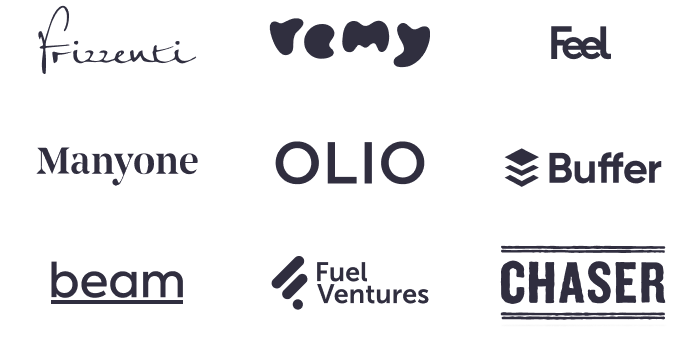 Frizzenti
remy
Feel
Manyone
OLIO
Buffer
beam
Fuel
Ventures
CHASER